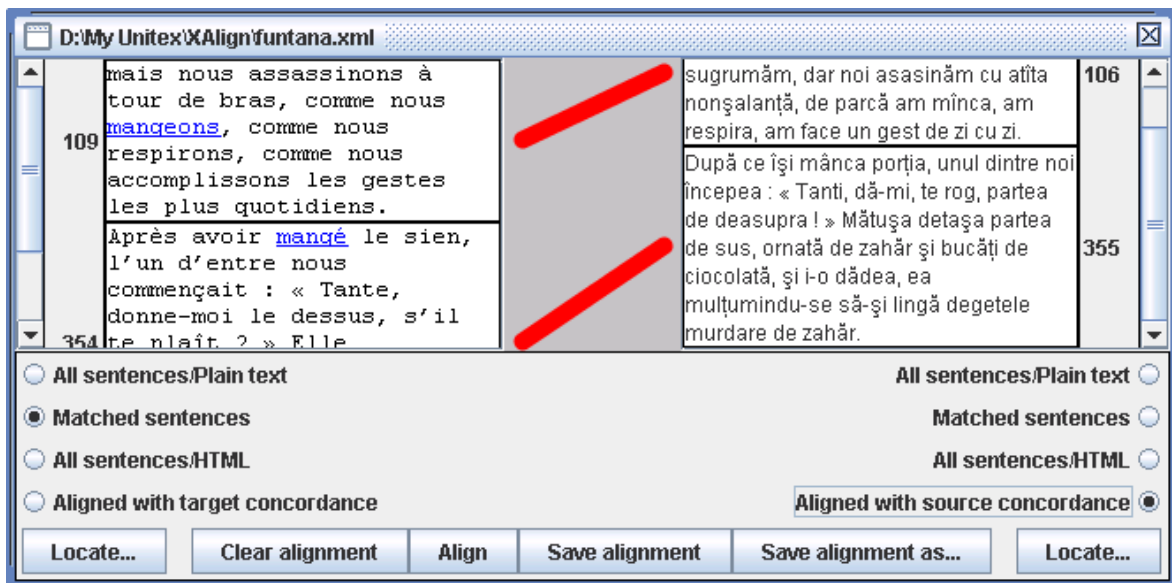 D:\My Unitex\XAlign\funtana.xml
mais nous assassinons à
tour de bras, comme nous
mangeons, comme nous
109
respirons, comme nous
accomplissons les gestes
les plus quotidiens.
Après avoir mangé le sien,
l'un d'entre nous
commençait : « Tante,
donne-moi le dessus, s'il
354
te plaît ? » Elle
sugrumăm, dar noi asasinăm cu atîta
106
nonşalanţă, de parcă am mînca, am
respira, am face un gest de zi cu zi.
După ce îşi mânca porţia, unul dintre noi
începea : « Tanti, dă-mi, te rog, partea
de deasupra ! » Mătuşa detaşa partea
de sus, ornată de zahăr şi bucăţi de
355
ciocolată, şi i-o dădea, ea
mulţumindu-se să-şi lingă degetele
murdare de zahăr.
All sentences/Plain text
Matched sentences
All sentences/HTML
Aligned with target concordance
All sentences/Plain text
Matched sentences
All sentences/HTML
Aligned with source concordance
Locate...
Clear alignment
Align
Save alignment
Save alignment as...
Locate...